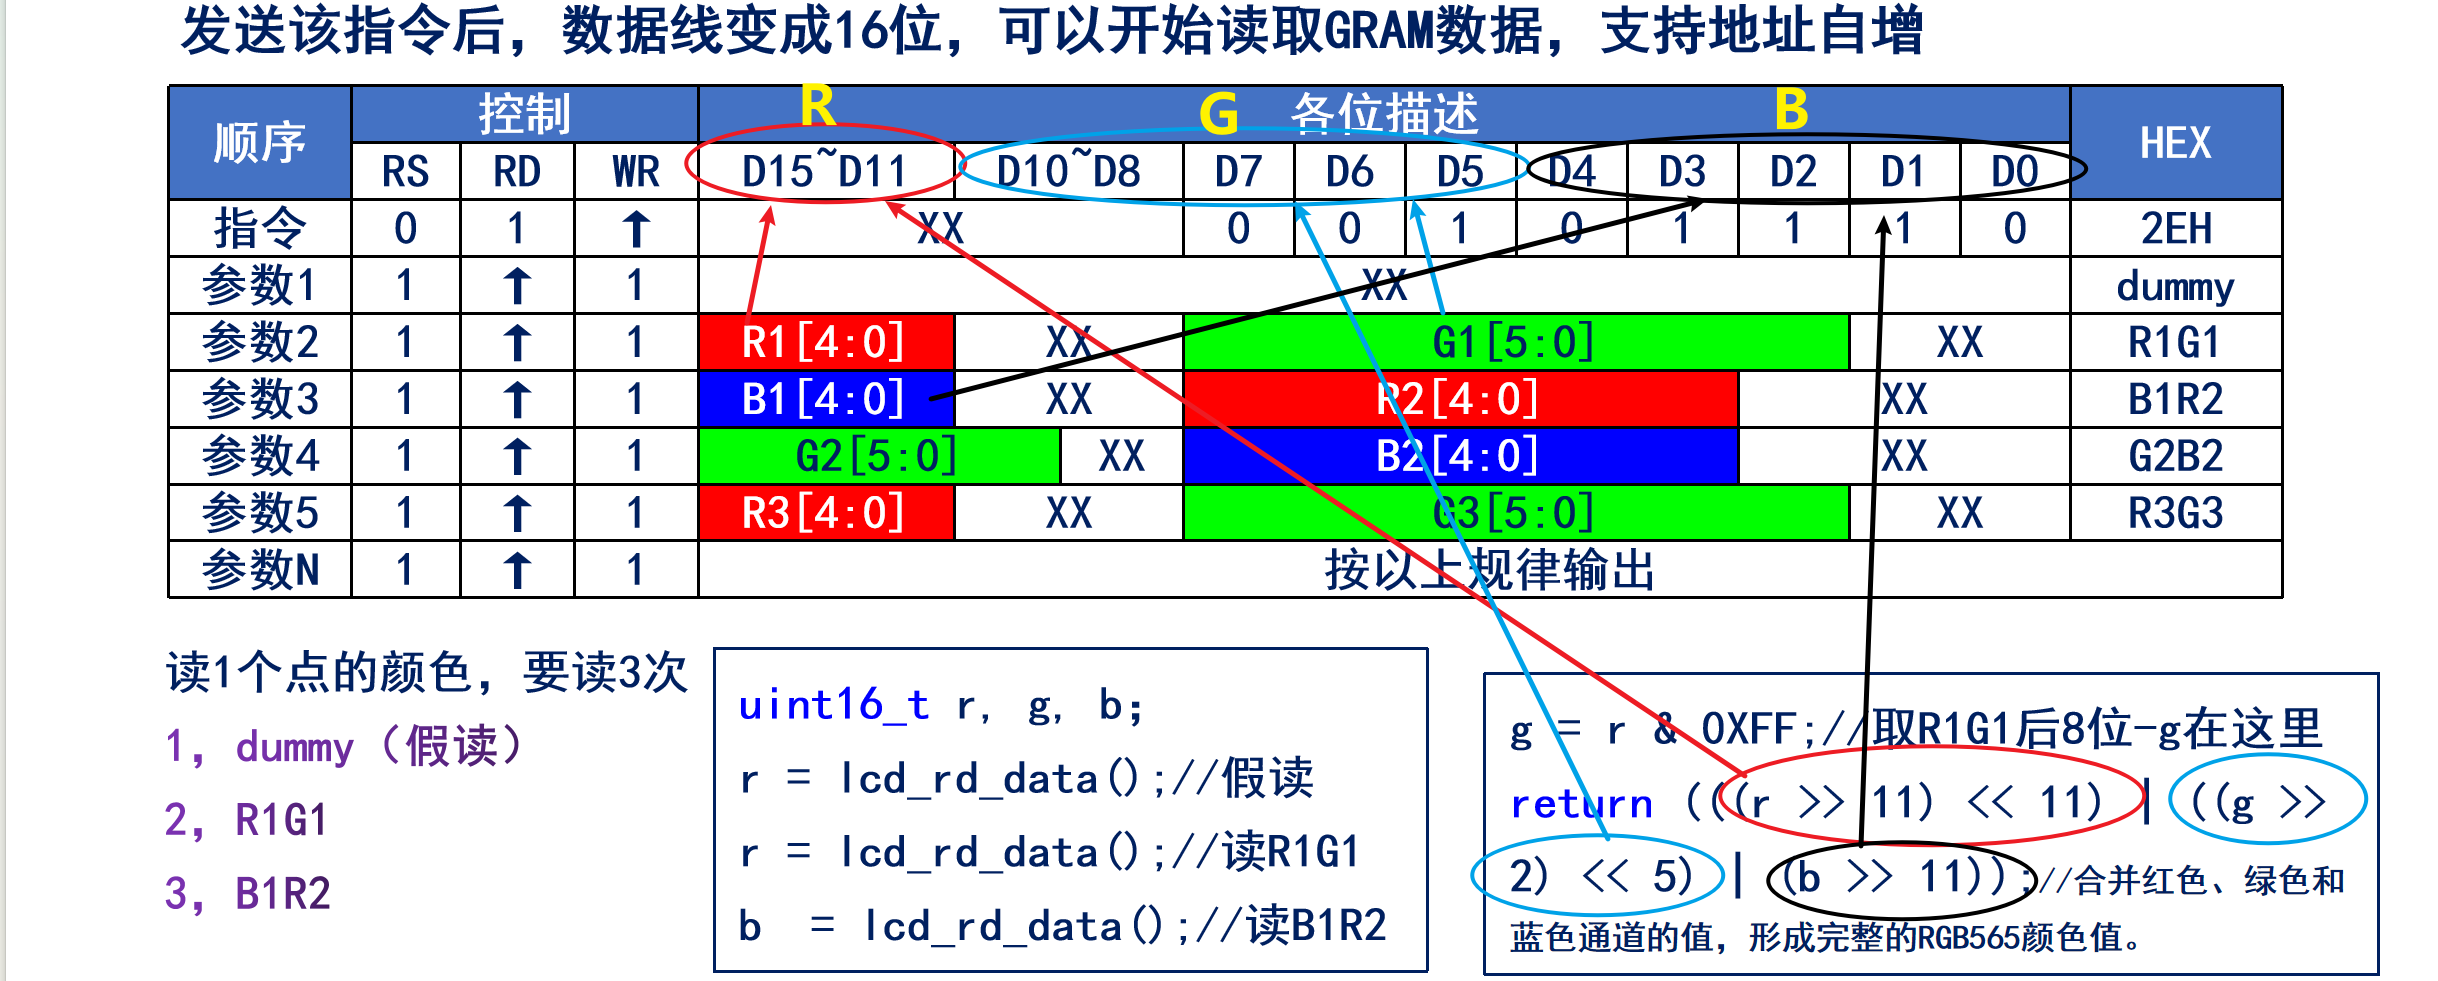 发送该指令后，数据线变成16位，可以开始读取GRAM数据，支持地址自增
顺序 控制 各位描述 HEX
R G B
RS RD WR D15~D11 D10~D8 D7 D6 D5 D4 D3 D2 D1 D0
指令 0 1 ↑ XX 0 0 1 0 1 1 1 0 2EH
参数1 1 ↑ 1 XX dummy
参数2 1 ↑ 1 R1[4:0] XX G1[5:0] XX R1G1
参数3 1 ↑ 1 B1[4:0] XX R2[4:0] XX B1R2
参数4 1 ↑ 1 G2[5:0] XX B2[4:0] XX G2B2
参数5 1 ↑ 1 R3[4:0] XX G3[5:0] XX R3G3
参数N 1 ↑ 1 按以上规律输出
读1个点的颜色，要读3次
1，dummy（假读）
2，R1G1
3，B1R2
uint16_t r, g, b;
r = lcd_rd_data();//假读
r = lcd_rd_data();//读R1G1
b = lcd_rd_data();//读B1R2
g = r & 0XFF;//取R1G1后8位-g在这里
return (((r >> 11) << 11) | ((g >>
2) << 5) | (b >> 11));//合并红色、绿色和
蓝色通道的值，形成完整的RGB565颜色值。